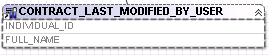 CONTRACT_LAST_MODIFIED_BY_USER
INDIVIDUAL_ID
FULL_NAME